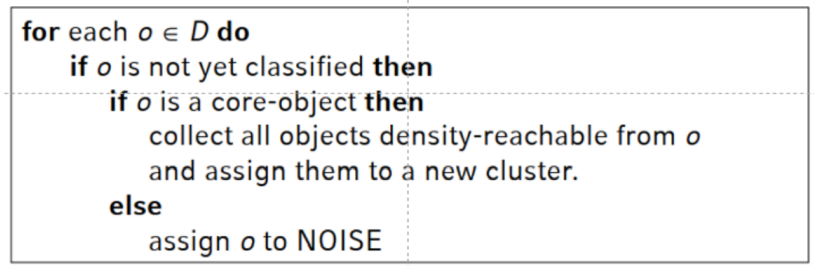 for each o ∈ D do
if o is not yet classified then
if o is a core-object then
collect all objects density-reachable from o
and assign them to a new cluster.
else
assign o to NOISE